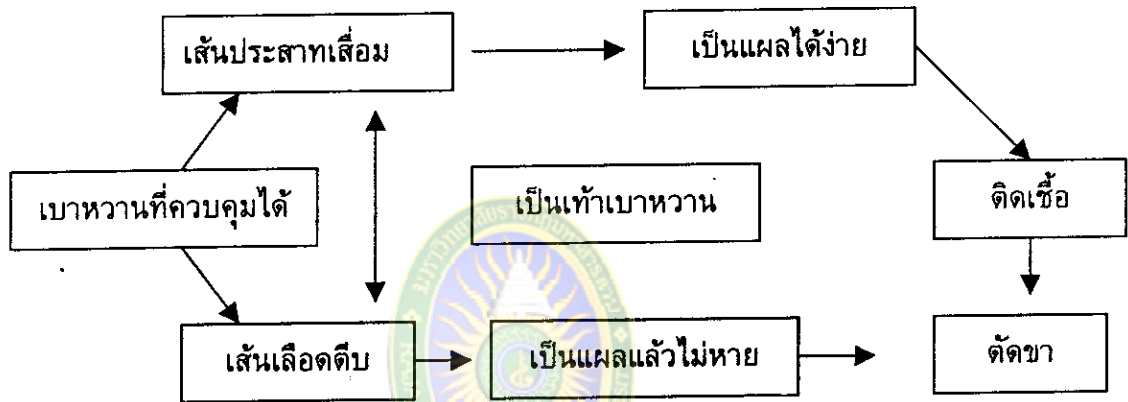 เส้นประสาทเสื่อม
เป็นแผลได้ง่าย
เบาหวานที่ควบคุมได้
เป็นเท้าเบาหวาน
ติดเชื้อ
เส้นเลือดตีบ
เป็นแผลแล้วไม่หาย
ตัดขา